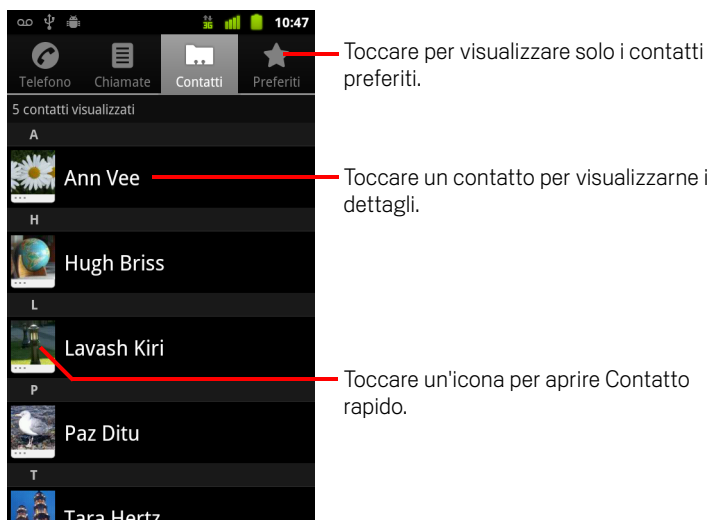 3G 10:47
Telefono Chiamate Contatti Preferiti
5 contatti visualizzati
A
Ann Vee
H
Hugh Briss
L
Lavash Kiri
P
Paz Ditu
T
Tara Hertz
Toccare per visualizzare solo i contatti
preferiti.
Toccare un contatto per visualizzarne i
dettagli.
Toccare un'icona per aprire Contatto
rapido.